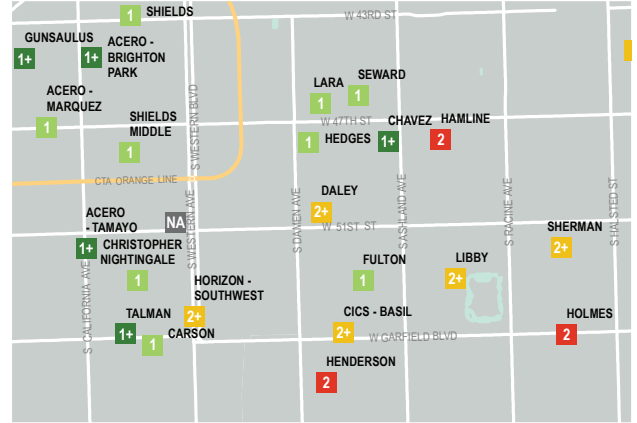 1 SHIELDS
W 43RD ST
GUNSAULUS
1+
1+ ACERO -
BRIGHTON
PARK
ACERO -
MARQUEZ
1
SHIELDS
MIDDLE
1
S WESTERN BLVD
LARA
1
SEWARD
1
W 47TH ST
1 HEDGES
CHAVEZ
1+
HAMLINE
2
CTA ORANGE LINE
S DAMEN AVE
S ASHLAND AVE
S RACINE AVE
S HALSTED ST
S WESTERN AVE
S CALIFORNIA AVE
NA
DALEY
2+
W 51ST ST
ACERO
- TAMAYO
1+
CHRISTOPHER
NIGHTINGALE
1
HORIZON -
SOUTHWEST
2+
FULTON
1
LIBBY
2+
SHERMAN
2+
TALMAN
1+
CARSON
1
CICS - BASIL
2+
W GARFIELD BLVD
HOLMES
2
HENDERSON
2